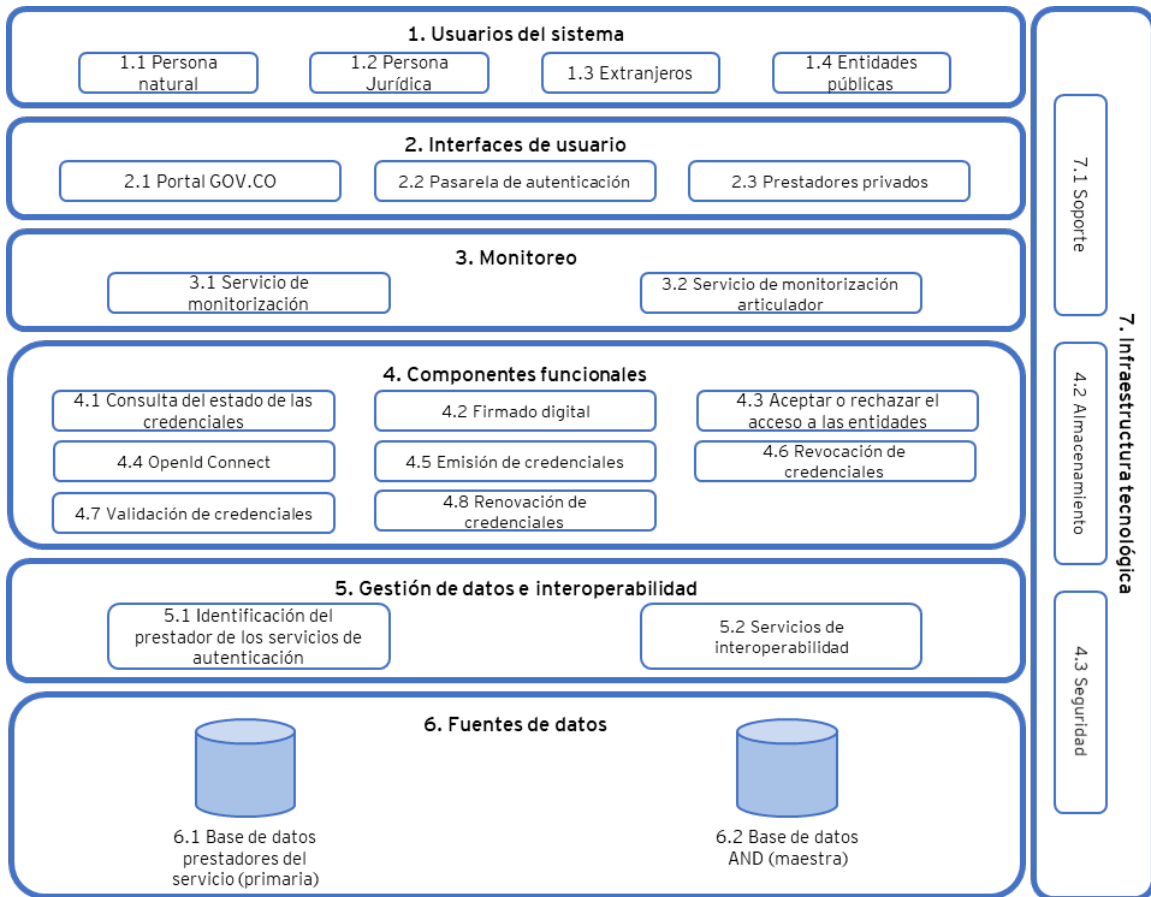 1. Usuarios del sistema
1.1 Persona
natural
1.2 Persona
Jurídica
1.3 Extranjeros
1.4 Entidades
públicas
2. Interfaces de usuario
2.1 Portal GOV.CO
2.2 Pasarela de autenticación
2.3 Prestadores privados
3. Monitoreo
3.1 Servicio de
monitorización
3.2 Servicio de monitorización
articulador
4. Componentes funcionales
4.1 Consulta del estado de las
credenciales
4.2 Firmado digital
4.3 Aceptar o rechazar el
acceso a las entidades
4.4 OpenId Connect
4.5 Emisión de credenciales
4.6 Revocación de
credenciales
4.7 Validación de credenciales
4.8 Renovación de
credenciales
5. Gestión de datos e interoperabilidad
5.1 Identificación del
prestador de los servicios de
autenticación
5.2 Servicios de
interoperabilidad
6. Fuentes de datos
6.1 Base de datos
prestadores del
servicio (primaria)
6.2 Base de datos
AND (maestra)
7. Infraestructura tecnológica
7.1 Soporte
4.2 Almacenamiento
4.3 Seguridad